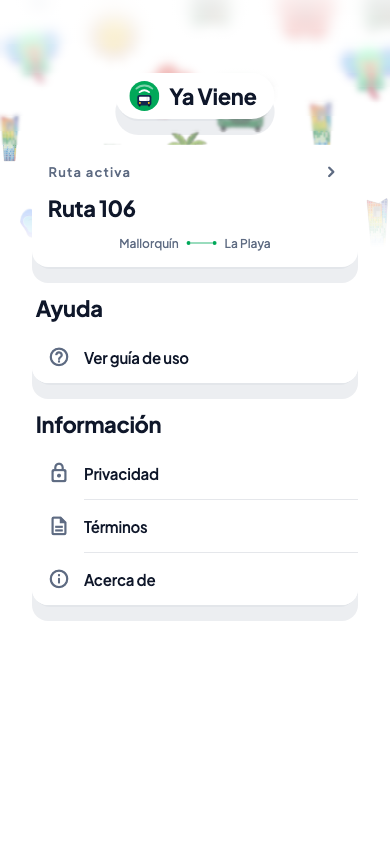 Ya Viene
Ruta activa
Ruta 106
Mallorquín La Playa
Ayuda
Ver guía de uso
Información
Privacidad
Términos
Acerca de